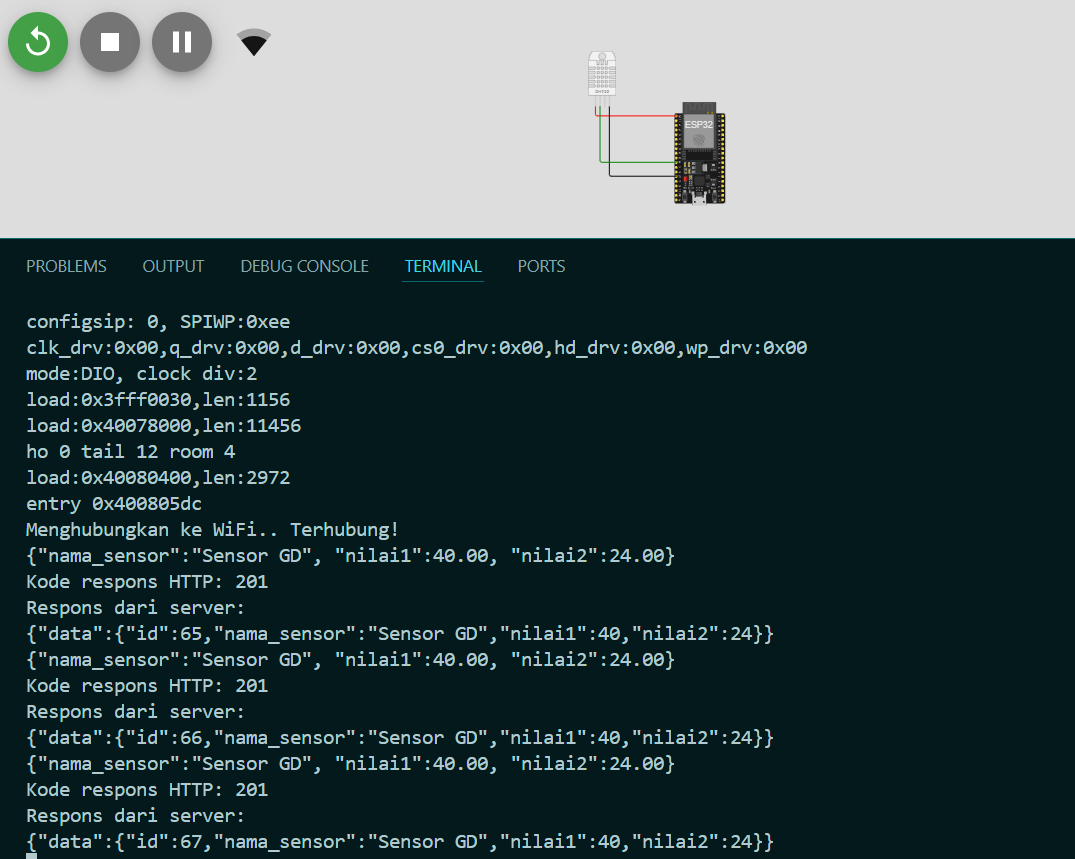 DHT22
ESP32
PROBLEMS OUTPUT DEBUG CONSOLE TERMINAL PORTS
configsip: 0, SPIWP:0xee
clk_drv:0x00,q_drv:0x00,d_drv:0x00,cs0_drv:0x00,hd_drv:0x00,wp_drv:0x00
mode:DIO, clock div:2
load:0x3fff0030,len:1156
load:0x40078000,len:11456
ho 0 tail 12 room 4
load:0x40080400,len:2972
entry 0x400805dc
Menghubungkan ke WiFi.. Terhubung!
{"nama_sensor":"Sensor GD", "nilai1":40.00, "nilai2":24.00}
Kode respons HTTP: 201
Respons dari server:
{"data":{"id":65,"nama_sensor":"Sensor GD","nilai1":40,"nilai2":24}}
{"nama_sensor":"Sensor GD", "nilai1":40.00, "nilai2":24.00}
Kode respons HTTP: 201
Respons dari server:
{"data":{"id":66,"nama_sensor":"Sensor GD","nilai1":40,"nilai2":24}}
{"nama_sensor":"Sensor GD", "nilai1":40.00, "nilai2":24.00}
Kode respons HTTP: 201
Respons dari server:
{"data":{"id":67,"nama_sensor":"Sensor GD","nilai1":40,"nilai2":24}}